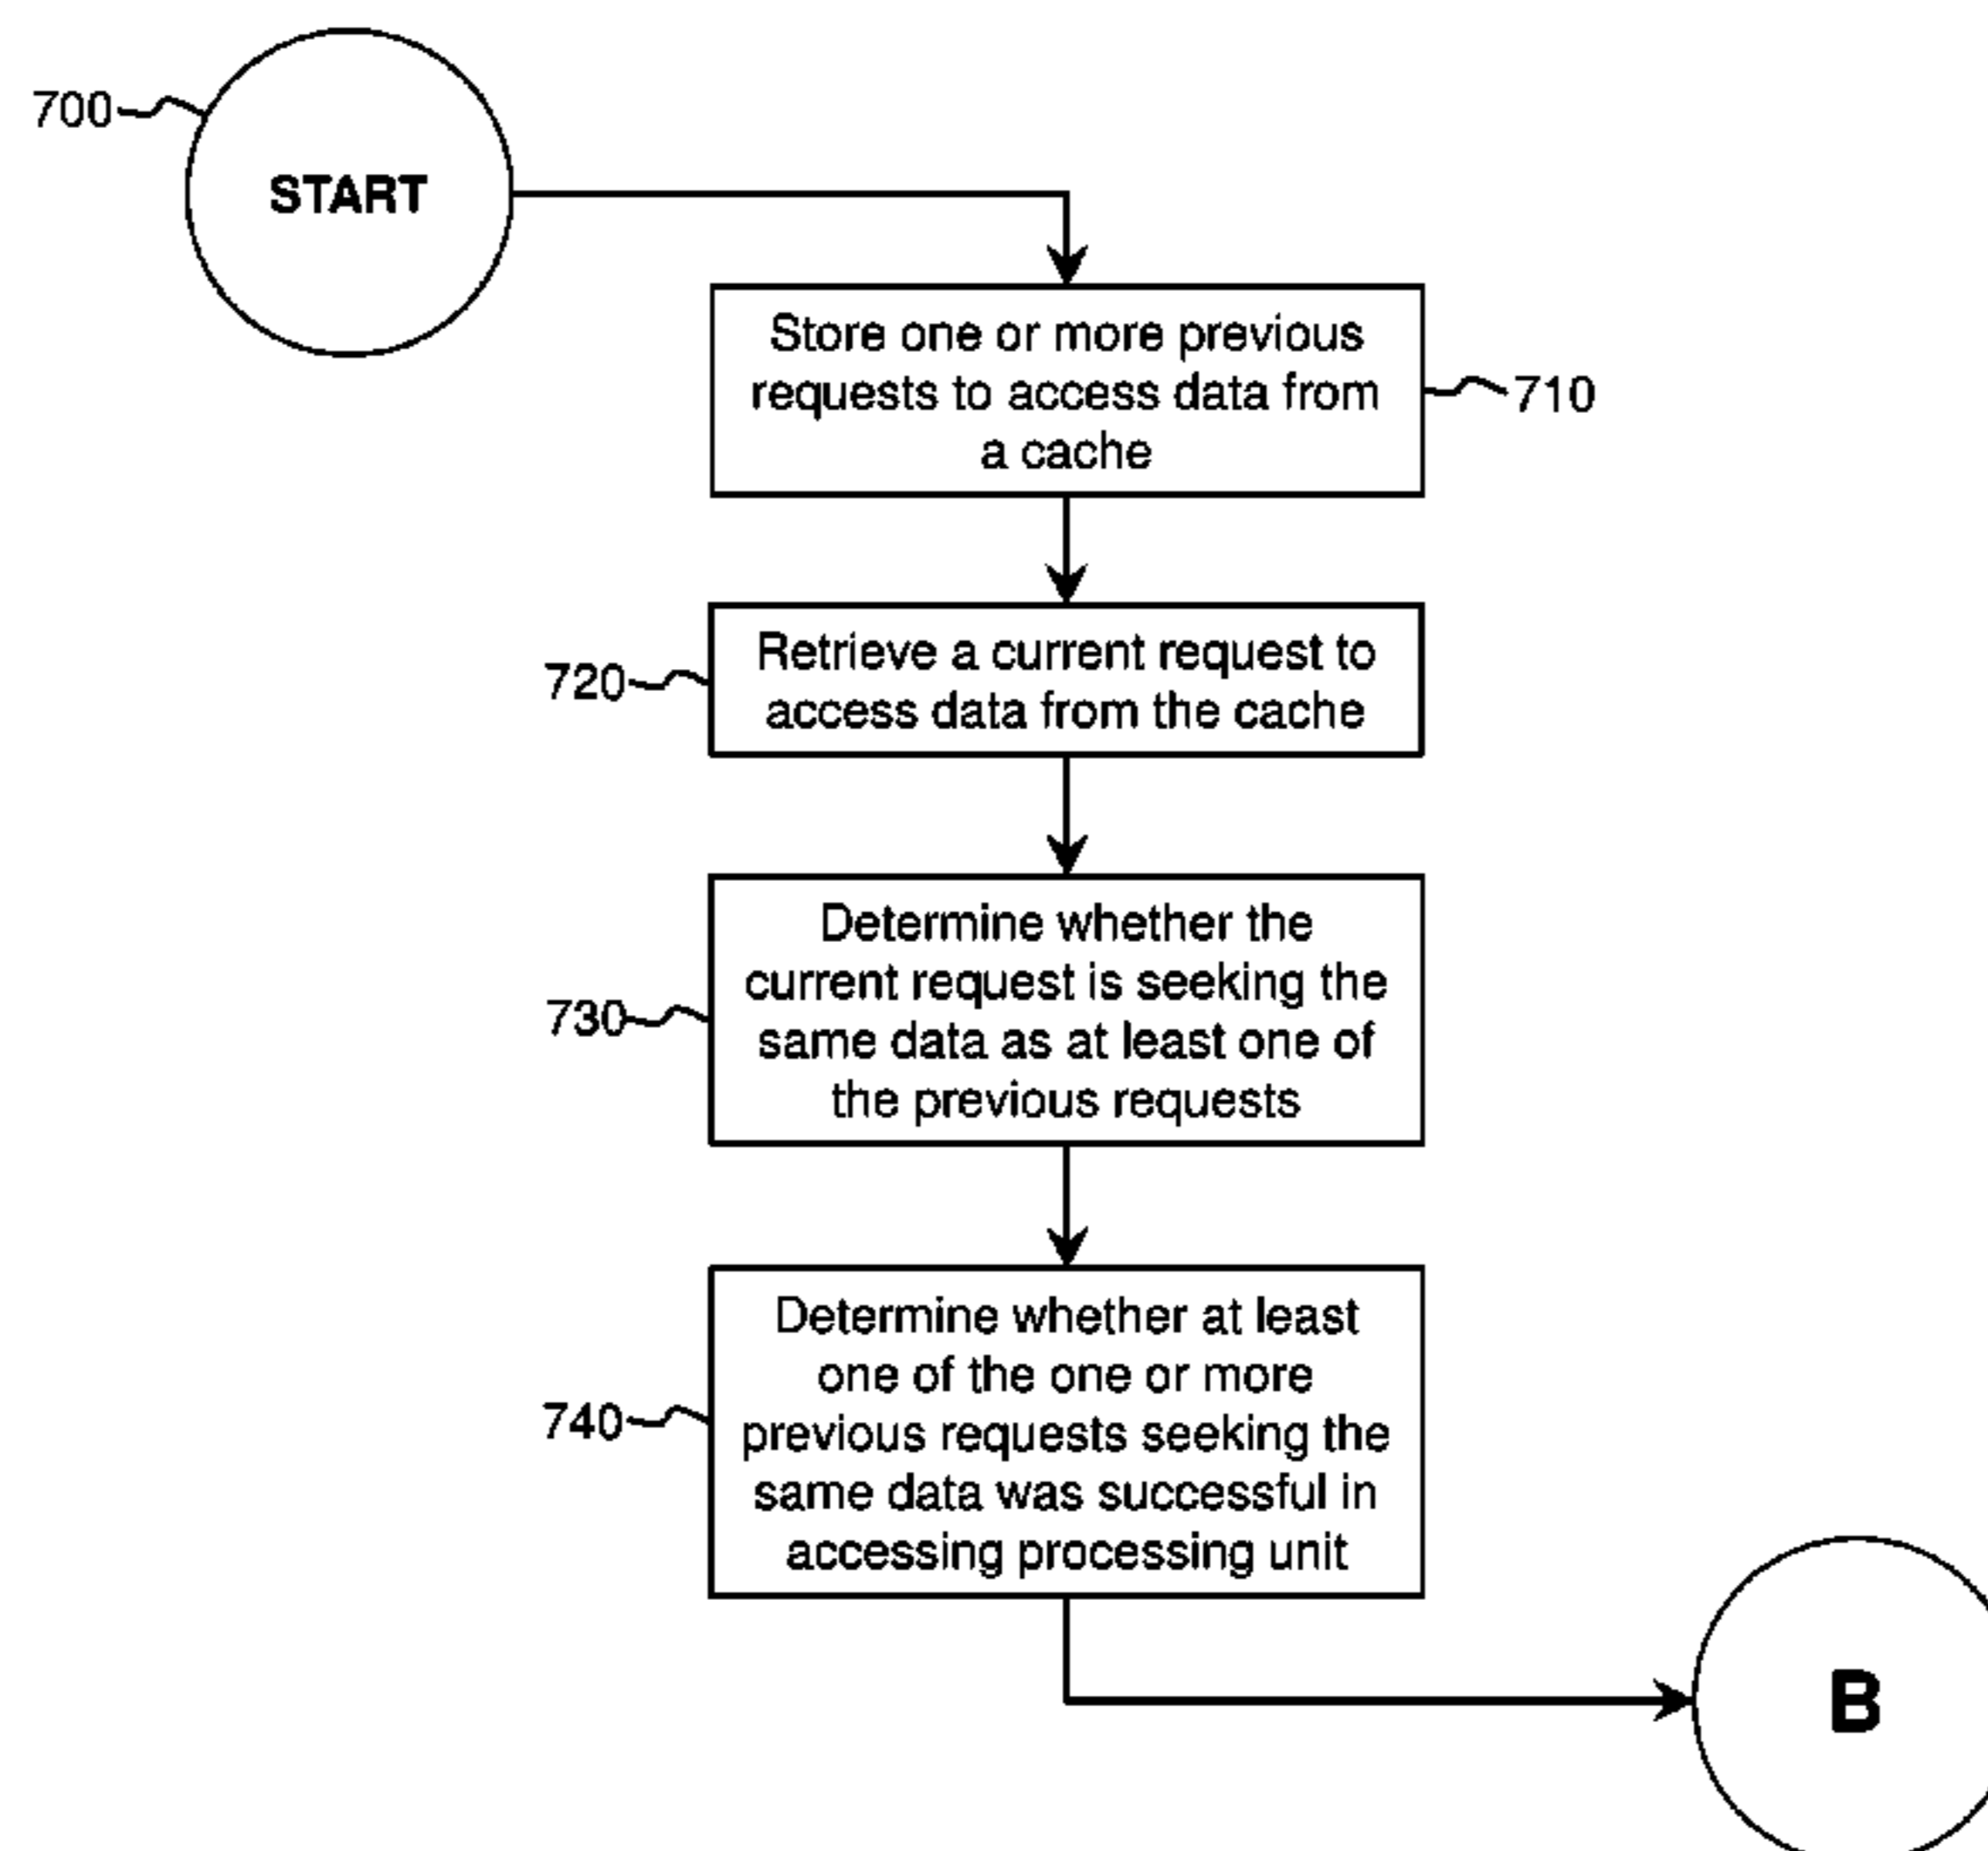 700
START
Store one or more previous
requests to access data from
a cache
710
720
Retrieve a current request to
access data from the cache
730
Determine whether the
current request is seeking the
same data as at least one of
the previous requests
740
Determine whether at least
one of the one or more
previous requests seeking the
same data was successful in
accessing processing unit
B